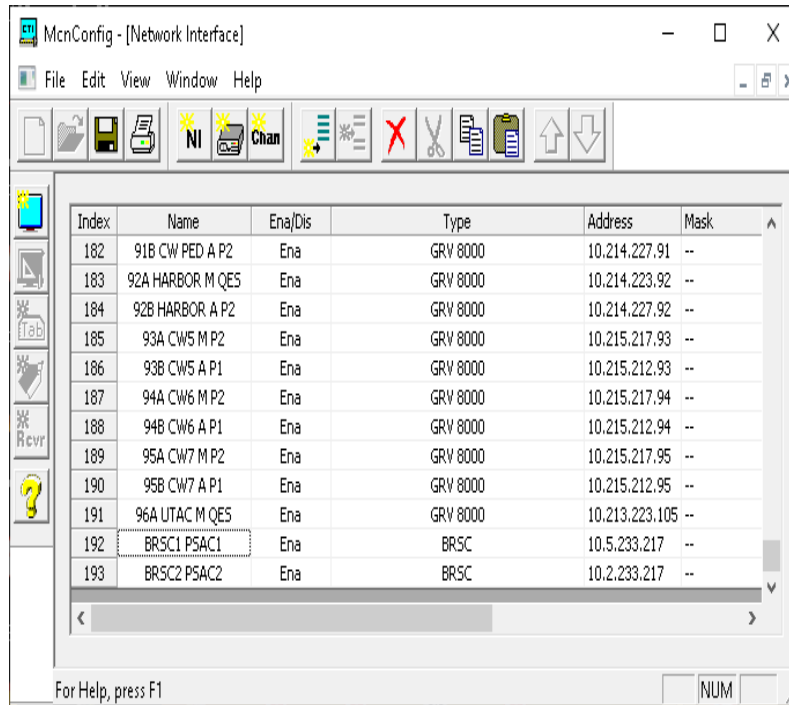 CTI McnConfig - [Network Interface]
File Edit View Window Help
NI Chan
Index Name Ena/Dis Type Address Mask
182 91B CW PED A P2 Ena GRV 8000 10.214.227.91 --
183 92A HARBOR M QES Ena GRV 8000 10.214.223.92 --
184 92B HARBOR A P2 Ena GRV 8000 10.214.227.92 --
Tab
185 93A CW5 M P2 Ena GRV 8000 10.215.217.93 --
186 93B CW5 A P1 Ena GRV 8000 10.215.212.93 --
187 94A CW6 M P2 Ena GRV 8000 10.215.217.94 --
188 94B CW6 A P1 Ena GRV 8000 10.215.212.94 --
Rcvr
189 95A CW7 M P2 Ena GRV 8000 10.215.217.95 --
190 95B CW7 A P1 Ena GRV 8000 10.215.212.95 --
191 96A UTAC M QES Ena GRV 8000 10.213.223.105 --
192 BRSC1 PSAC1 Ena BRSC 10.5.233.217 --
193 BRSC2 PSAC2 Ena BRSC 10.2.233.217 --
For Help, press F1 NUM